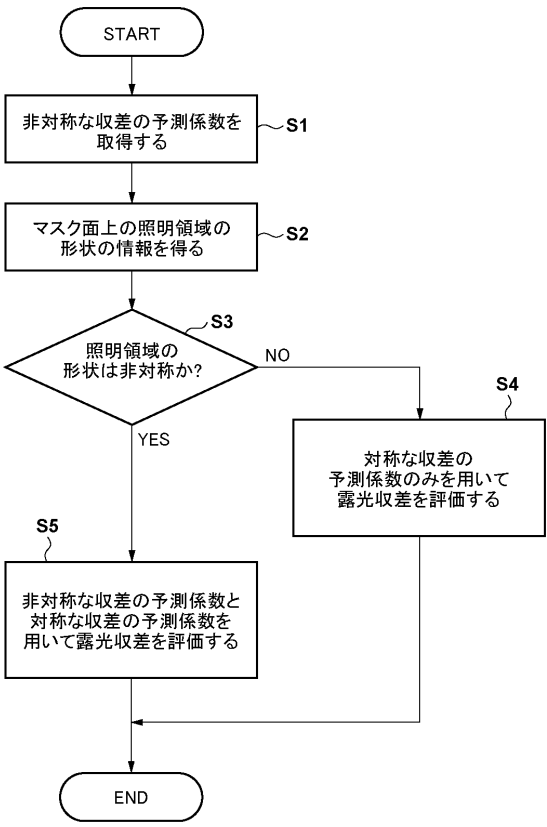 START
非対称な収差の予測係数を
取得する
S1
マスク面上の照明領域の
形状の情報を得る
S2
S3
照明領域の
形状は非対称か?
NO
YES
S4
対称な収差の
予測係数のみを用いて
露光収差を評価する
S5
非対称な収差の予測係数と
対称な収差の予測係数を
用いて露光収差を評価する
END